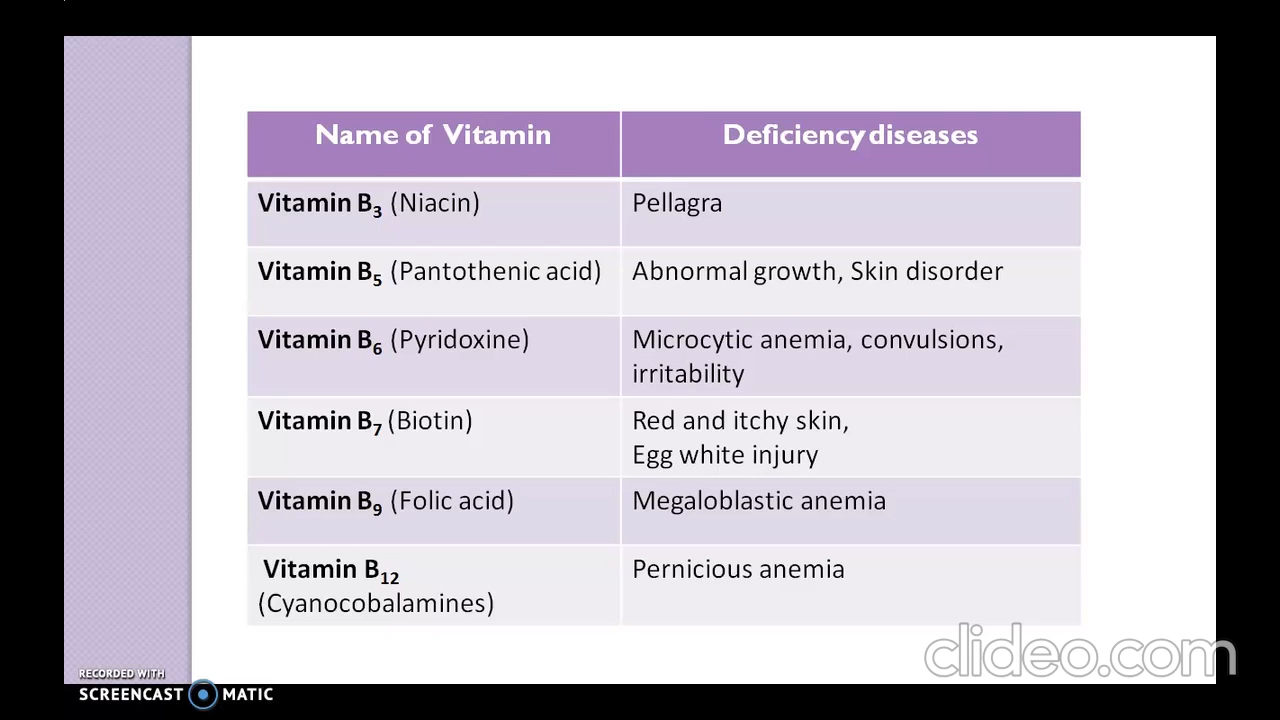 Name of Vitamin Deficiency diseases
Vitamin B₃ (Niacin) Pellagra
Vitamin B₅ (Pantothenic acid) Abnormal growth, Skin disorder
Vitamin B₆ (Pyridoxine) Microcytic anemia, convulsions,
irritability
Vitamin B₇ (Biotin) Red and itchy skin,
Egg white injury
Vitamin B₉ (Folic acid) Megaloblastic anemia
Vitamin B₁₂ Pernicious anemia
(Cyanocobalamines)
clideo.com
RECORDED WITH
SCREENCAST MATIC